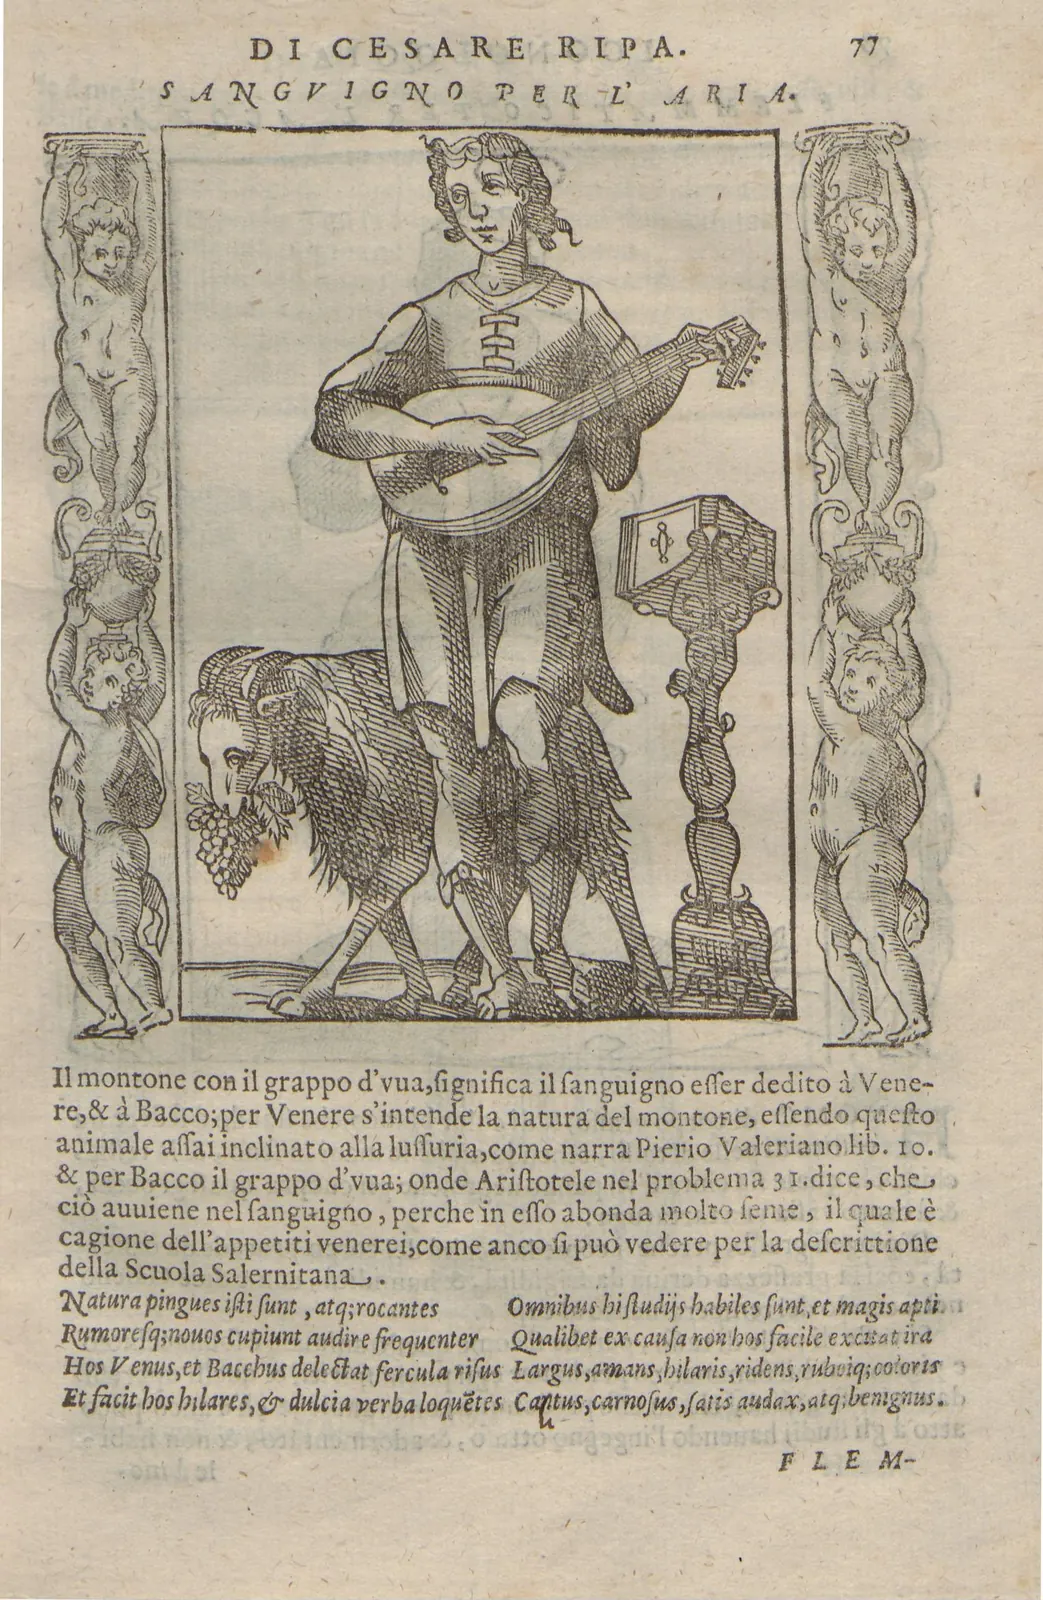 DI CESARE RIPA. 77
SANGVIGNO PER L' ARIA.
Il montone con il grappo d'vua,ſignifica il ſanguigno eſſer dedito à Vene-
re,& à Bacco;per Venere s'intende la natura del montone, eſſendo queſto
animale aſſai inclinato alla luſſuria,come narra Pierio Valeriano lib. 10.
& per Bacco il grappo d'vua; onde Ariſtotele nel problema 31.dice, che
ciò auuiene nel ſanguigno, perche in eſſo abonda molto ſeme, il quale è
cagione dell'appetiti venerei,come anco ſi può vedere per la deſcrittione
della Scuola Salernitana.
Natura pingues iſti ſunt, atq; rocantes
Rumoreſq; nouos cupiunt audire frequenter
Hos Venus,et Bacchus delectat fercula riſus
Et facit hos hilares,& dulcia verba loquẽtes
Omnibus hi ſtudijs habiles ſunt,et magis apti.
Qualibet ex cauſa non hos facile excitat ira
Largus,amans,hilaris,ridens,rubeiq; coloris
Cantus,carnoſus,ſatis audax,atq; benignus.
FLEM-